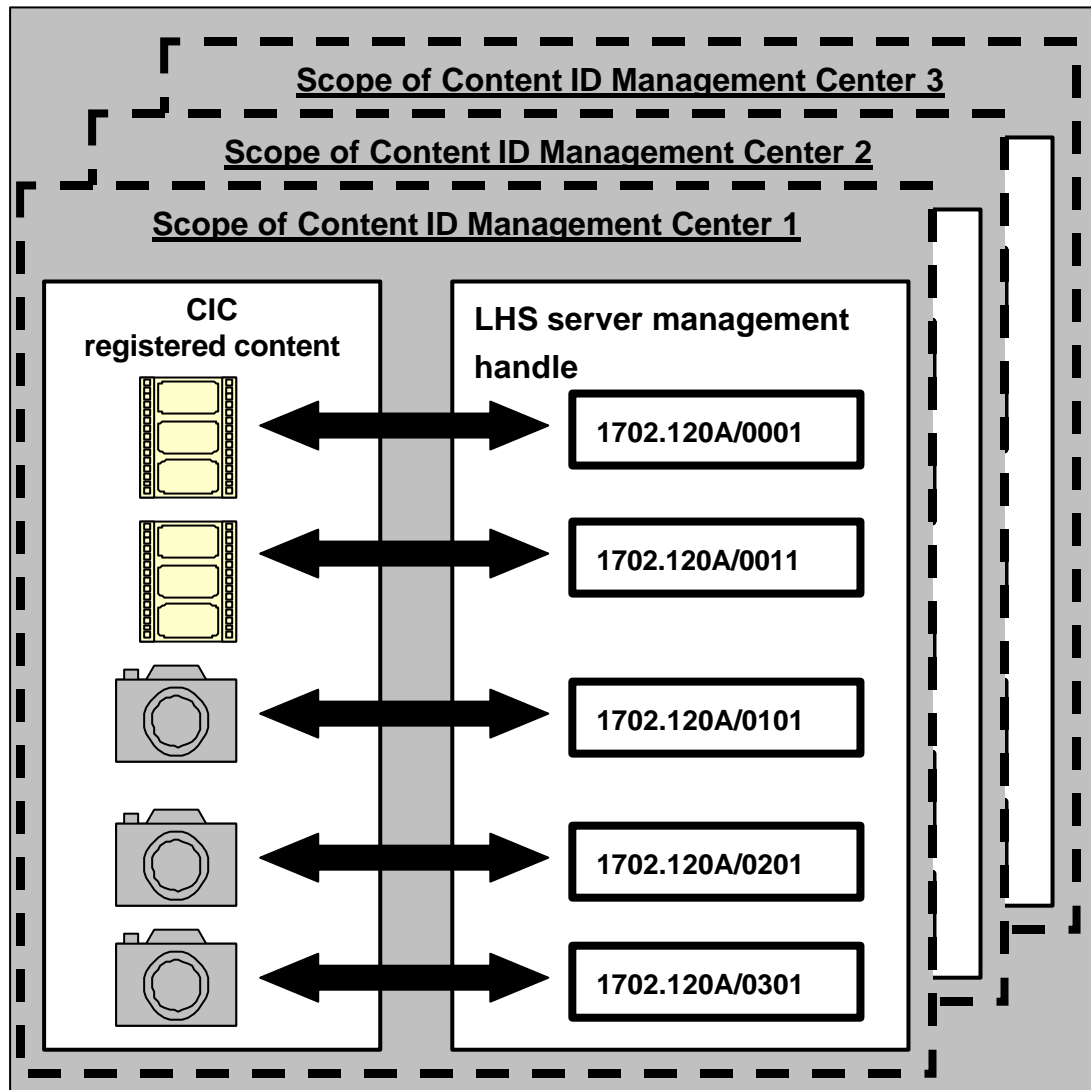 Scope of Content ID Management Center 3
Scope of Content ID Management Center 2
Scope of Content ID Management Center 1
CIC
registered content
LHS server management
handle
1702.120A/0001
1702.120A/0011
1702.120A/0101
1702.120A/0201
1702.120A/0301